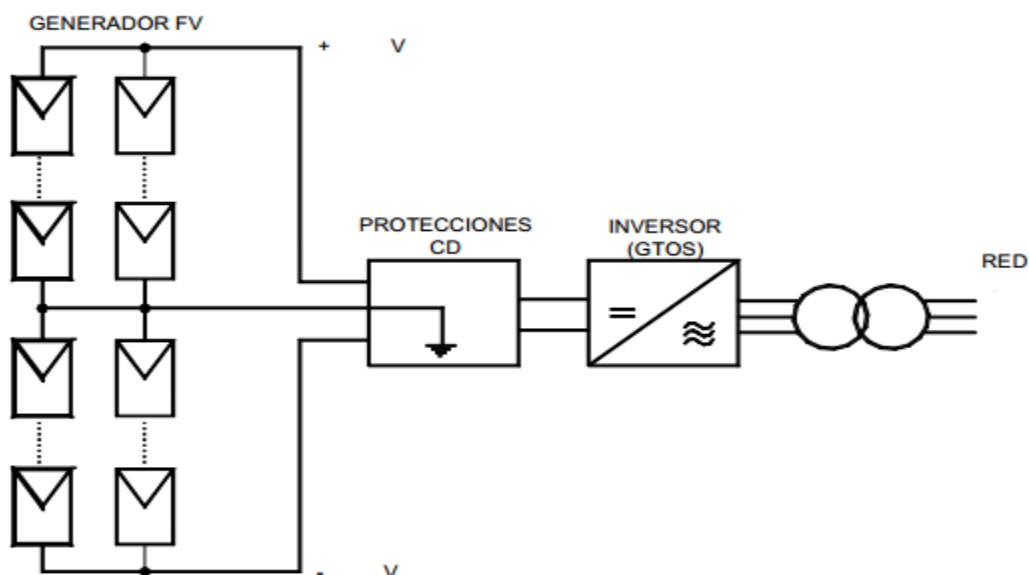 GENERADOR FV
+ V
PROTECCIONES
CD
INVERSOR
(GTOS)
RED
- V